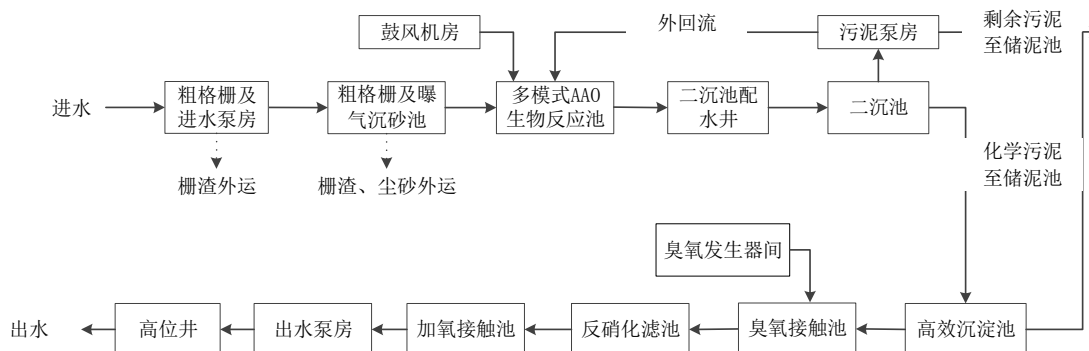 鼓风机房
外回流
污泥泵房
剩余污泥
至储泥池
进水
粗格栅及
进水泵房
粗格栅及曝
气沉砂池
多模式AAO
生物反应池
二沉池配
水井
二沉池
栅渣外运
栅渣、尘砂外运
化学污泥
至储泥池
臭氧发生器间
出水
高位井
出水泵房
加氧接触池
反硝化滤池
臭氧接触池
高效沉淀池